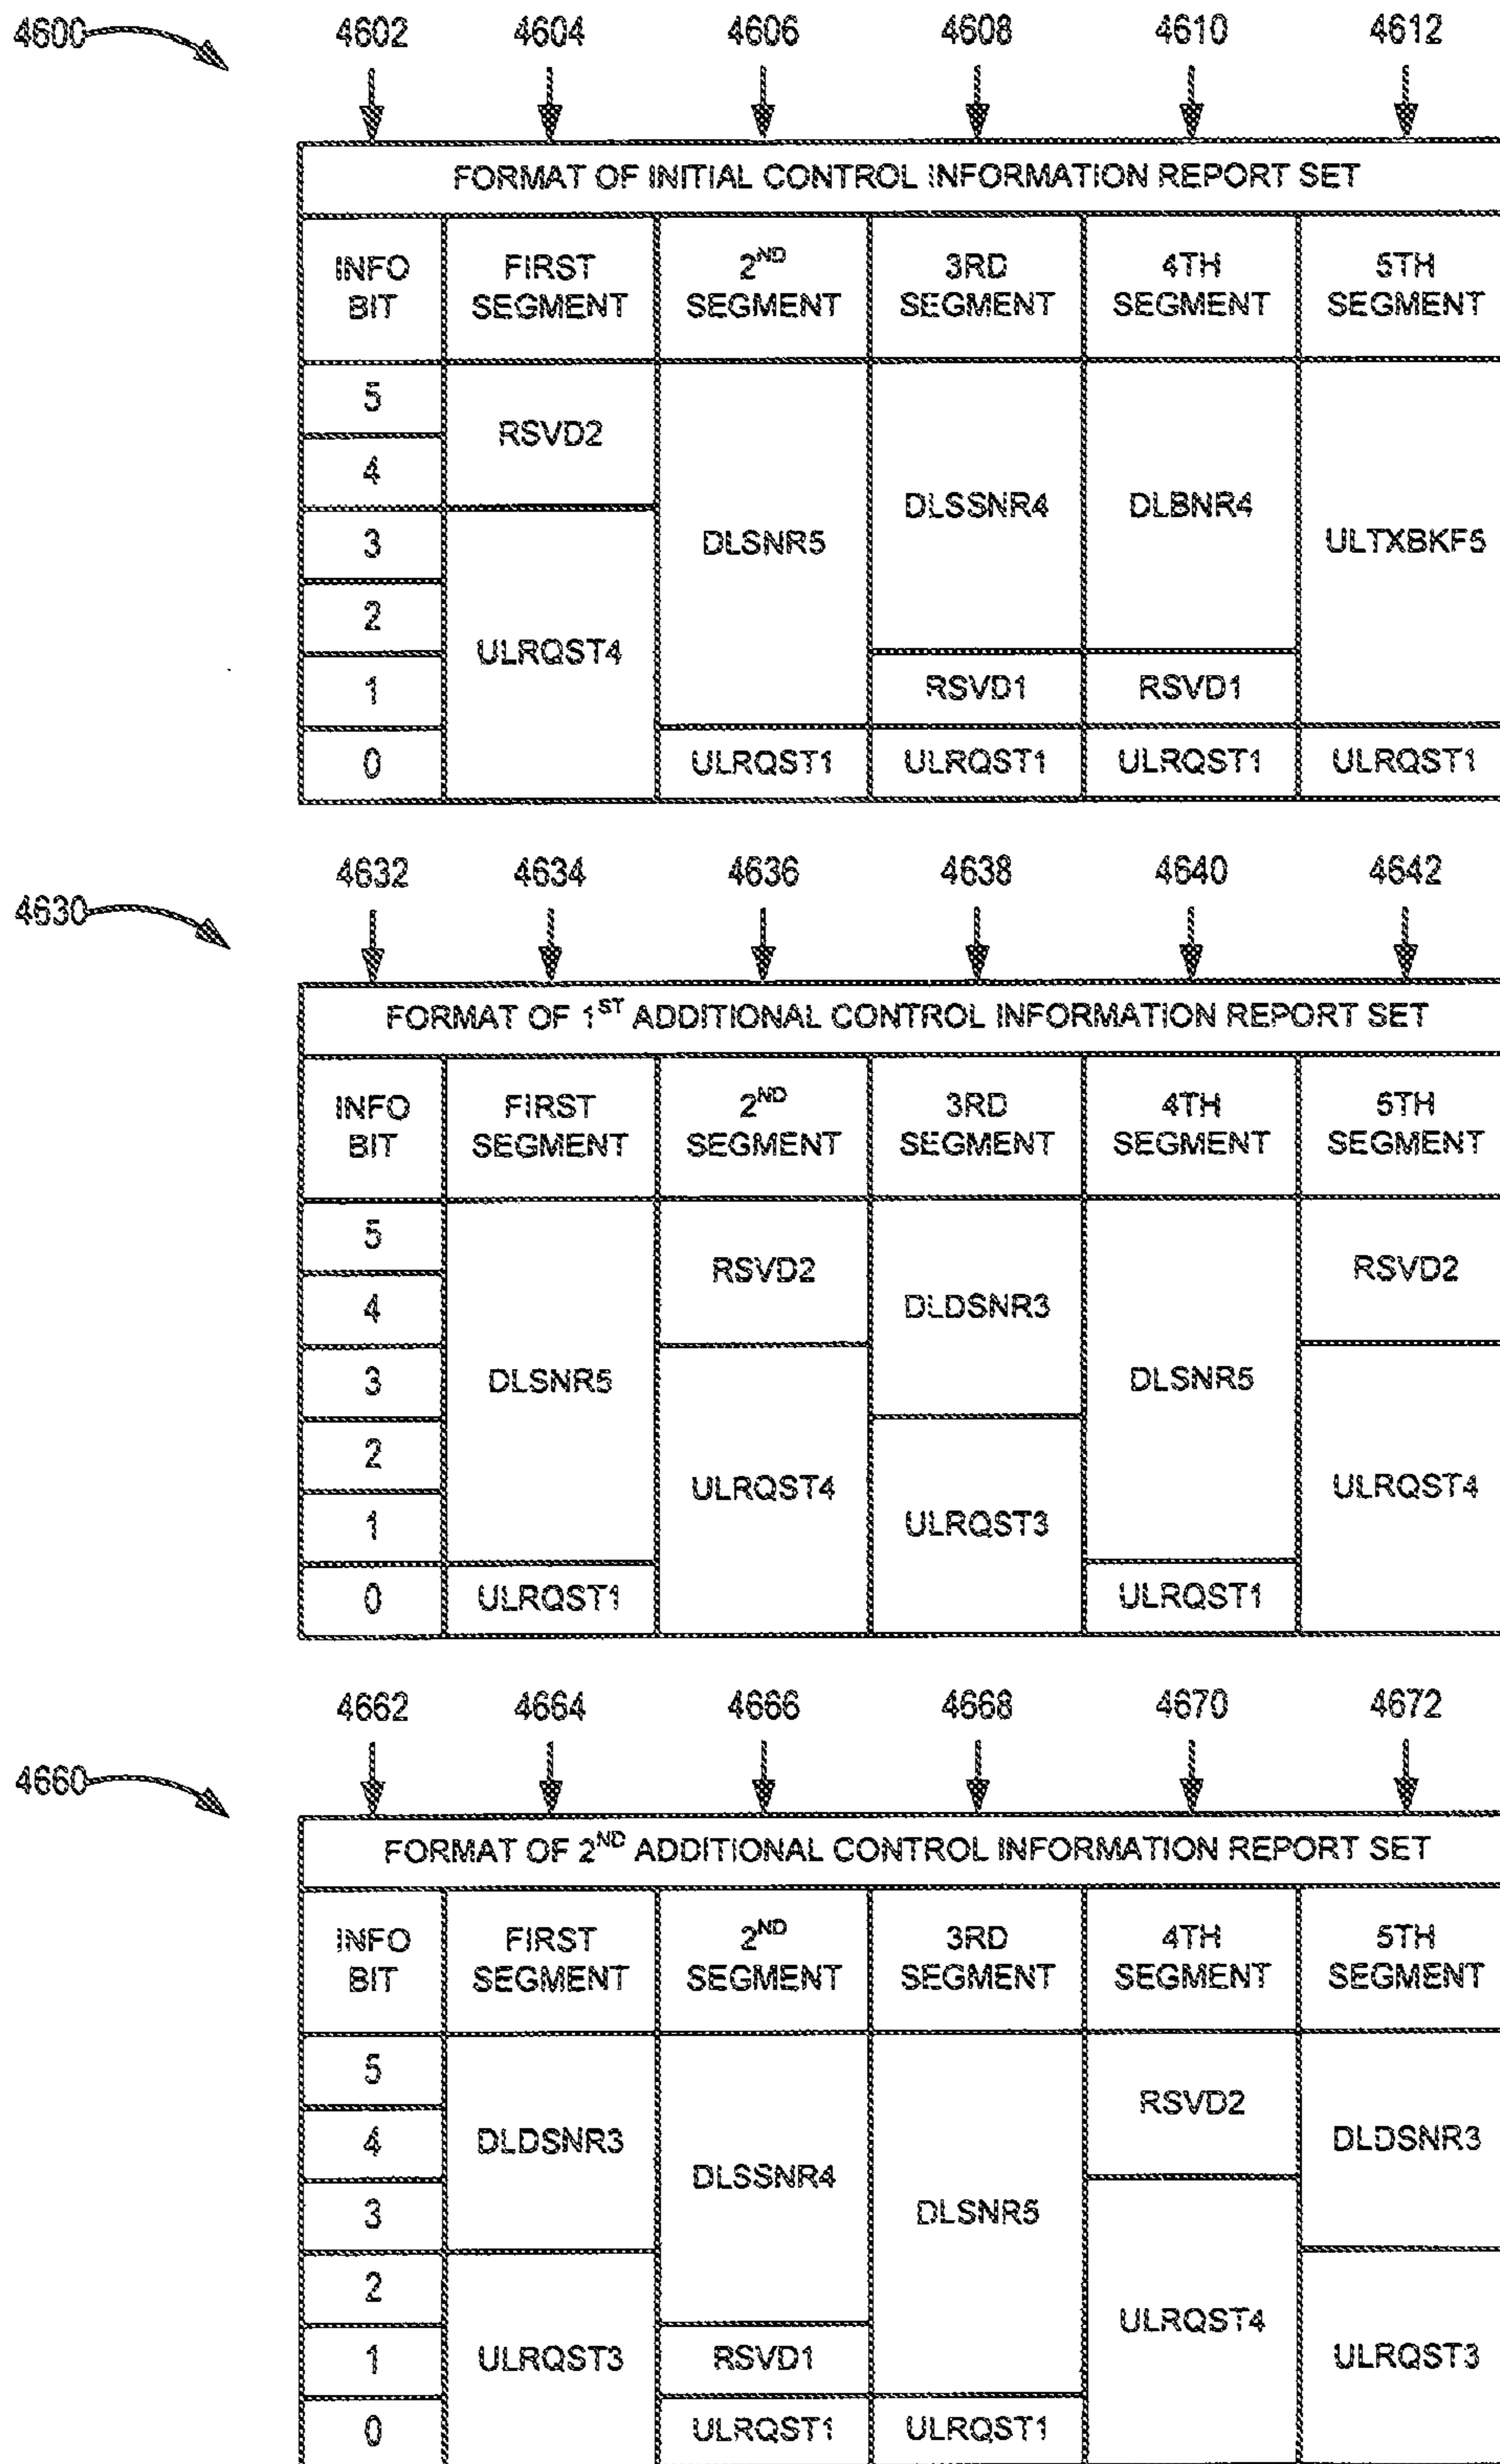 4600
4602 4604 4606 4608 4610 4612
FORMAT OF INITIAL CONTROL INFORMATION REPORT SET
INFO BIT FIRST SEGMENT 2ND SEGMENT 3RD SEGMENT 4TH SEGMENT 5TH SEGMENT
5
RSVD2
4
DLSSNR4 DLBNR4
3 DLSNR5 ULTXBKF5
2
ULRQST4
1 RSVD1 RSVD1
0 ULRQST1 ULRQST1 ULRQST1 ULRQST1
4630
4632 4634 4636 4638 4640 4642
FORMAT OF 1ST ADDITIONAL CONTROL INFORMATION REPORT SET
INFO BIT FIRST SEGMENT 2ND SEGMENT 3RD SEGMENT 4TH SEGMENT 5TH SEGMENT
5
RSVD2 RSVD2
4 DLDSNR3
3 DLSNR5 DLSNR5
2
ULRQST4 ULRQST4
1 ULRQST3
0 ULRQST1 ULRQST1
4660
4662 4664 4666 4668 4670 4672
FORMAT OF 2ND ADDITIONAL CONTROL INFORMATION REPORT SET
INFO BIT FIRST SEGMENT 2ND SEGMENT 3RD SEGMENT 4TH SEGMENT 5TH SEGMENT
5
RSVD2
4 DLDSNR3 DLDSNR3
DLSSNR4
3 DLSNR5
2
ULRQST4
1 ULRQST3 RSVD1 ULRQST3
0 ULRQST1 ULRQST1